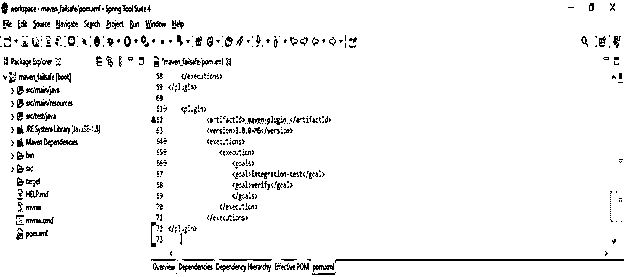 workspace - maven_failsafe/pom.xml - Spring Tool Suite 4
File Edit Source Navigate Search Project Run Window Help
Package Explorer
*maven_failsafe/pom.xml
maven_failsafe [boot]
src/main/java
src/main/resources
src/test/java
JRE System Library [JavaSE-1.8]
Maven Dependencies
bin
src
target
HELP.md
mvnw
mvnw.cmd
pom.xml
58 </executions>
59 </plugin>
60
61 <plugin>
62 <artifactId> maven-plugin </artifactId>
63 <version>3.0.0-M5</version>
64 <executions>
65 <execution>
66 <goals>
67 <goal>integration-test</goal>
68 <goal>verify</goal>
69 </goals>
70 </execution>
71 </executions>
72 </plugin>
73
Overview Dependencies Dependency Hierarchy Effective POM pom.xml